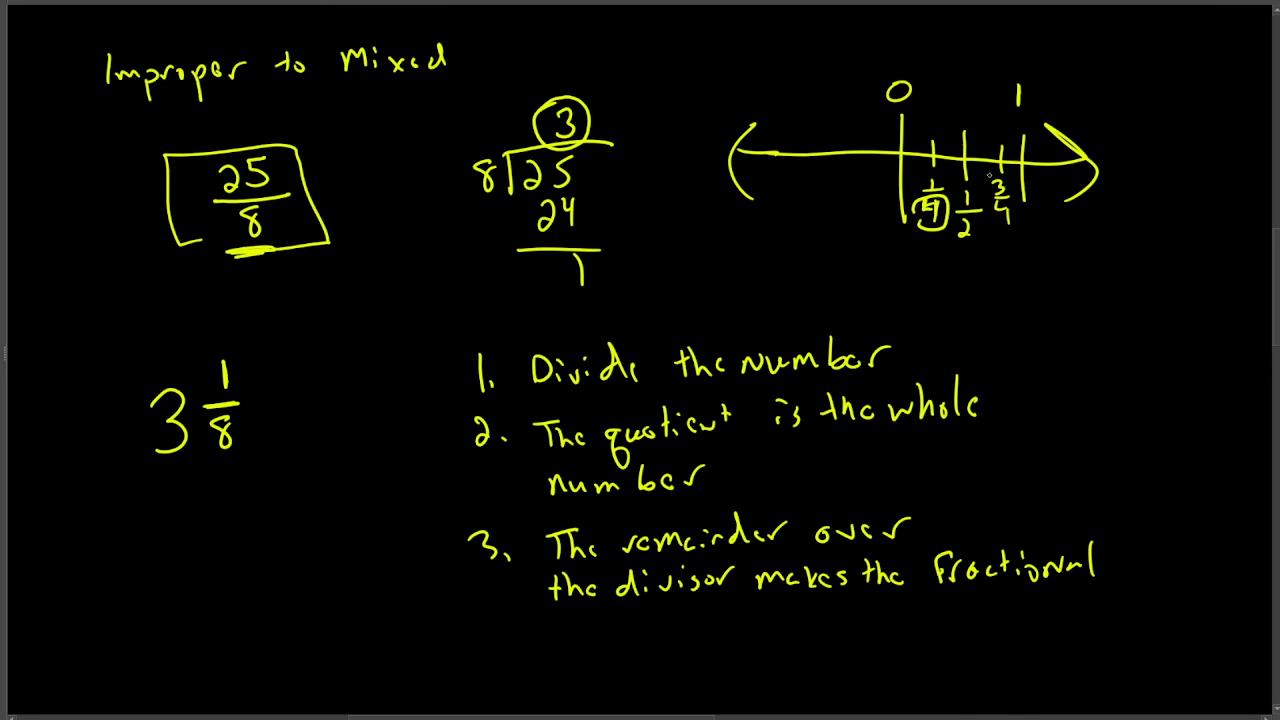 Improper to Mixed
25
8
3
8 25
24
1
0 1
1/4 1/2 3/4
3 1/8
1. Divide the number
2. The quotient is the whole
number
3. The remainder over
the divisor makes the fractional